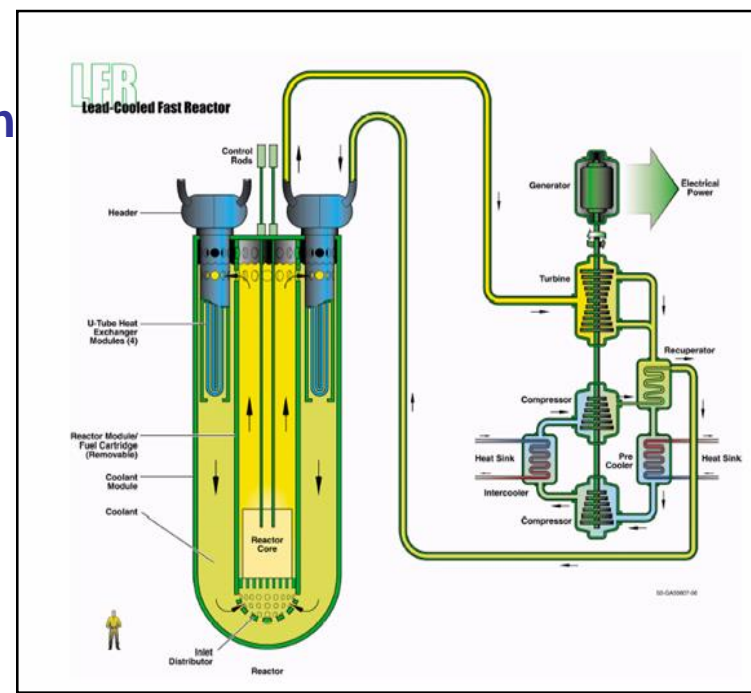 n
LFR
Lead-Cooled Fast Reactor
Control
Rods
Header
U-Tube Heat
Exchanger
Modules (4)
Reactor Module/
Fuel Cartridge
(Removable)
Coolant
Module
Coolant
Reactor
Core
Inlet
Distributor
Reactor
Generator
Electrical
Power
Turbine
Recuperator
Compressor
Heat Sink
Pre
Cooler
Heat Sink
Intercooler
Compressor